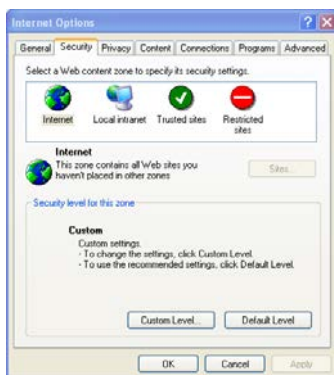 Internet Options
General Security Privacy Content Connections Programs Advanced
Select a Web content zone to specify its security settings.
Internet Local intranet Trusted sites Restricted
sites
Internet
This zone contains all Web sites you
haven't placed in other zones
Sites...
Security level for this zone
Custom
Custom settings.
- To change the settings, click Custom Level.
- To use the recommended settings, click Default Level.
Custom Level... Default Level
OK Cancel Apply